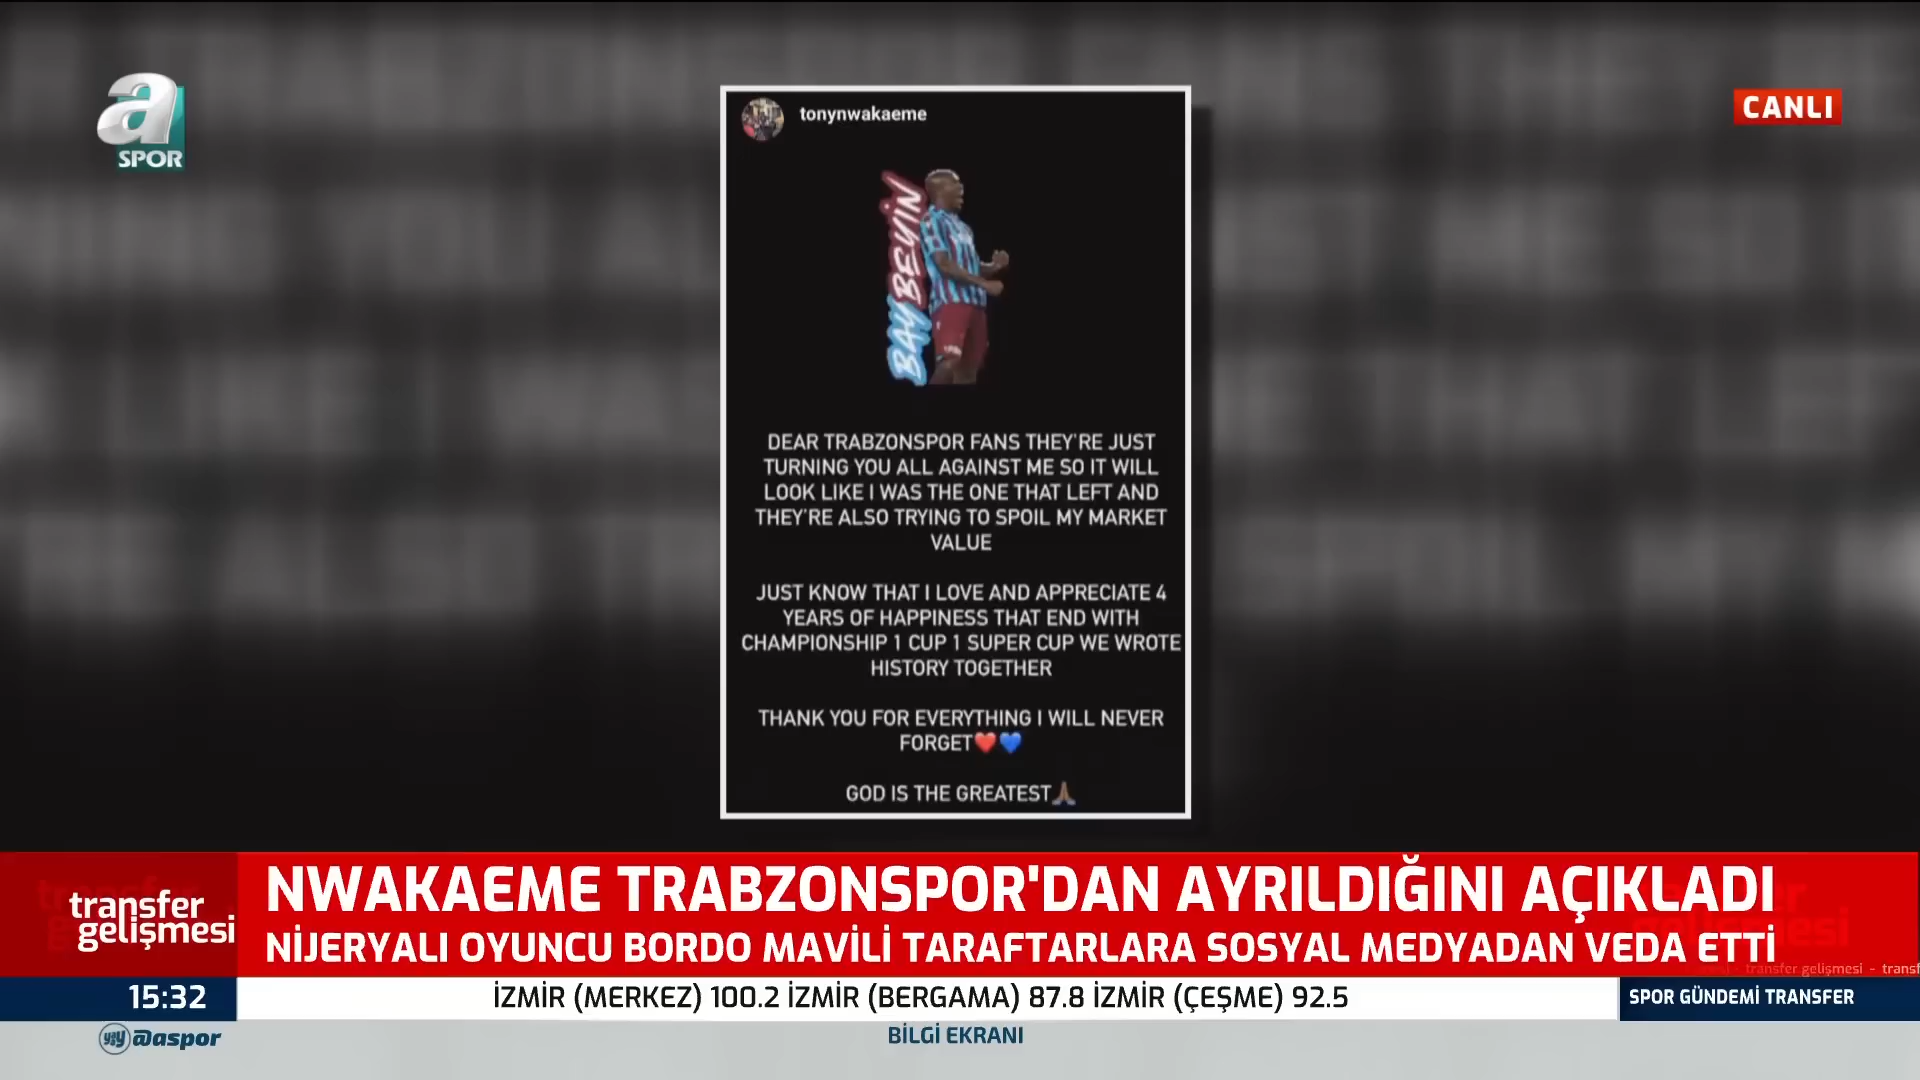 a
SPOR
CANLI
tonynwakaeme
BAY BEYİN
DEAR TRABZONSPOR FANS THEY'RE JUST
TURNING YOU ALL AGAINST ME SO IT WILL
LOOK LIKE I WAS THE ONE THAT LEFT AND
THEY'RE ALSO TRYING TO SPOIL MY MARKET
VALUE
JUST KNOW THAT I LOVE AND APPRECIATE 4
YEARS OF HAPPINESS THAT END WITH
CHAMPIONSHIP 1 CUP 1 SUPER CUP WE WROTE
HISTORY TOGETHER
THANK YOU FOR EVERYTHING I WILL NEVER
FORGET❤️💙
GOD IS THE GREATEST🙏🏾
transfer
gelişmesi
NWAKAEME TRABZONSPOR'DAN AYRILDIĞINI AÇIKLADI
NİJERYALI OYUNCU BORDO MAVİLİ TARAFTARLARA SOSYAL MEDYADAN VEDA ETTİ
- transfer gelişmesi - transf
15:32
İZMİR (MERKEZ) 100.2 İZMİR (BERGAMA) 87.8 İZMİR (ÇEŞME) 92.5
SPOR GÜNDEMİ TRANSFER
@aspor
BİLGİ EKRANI